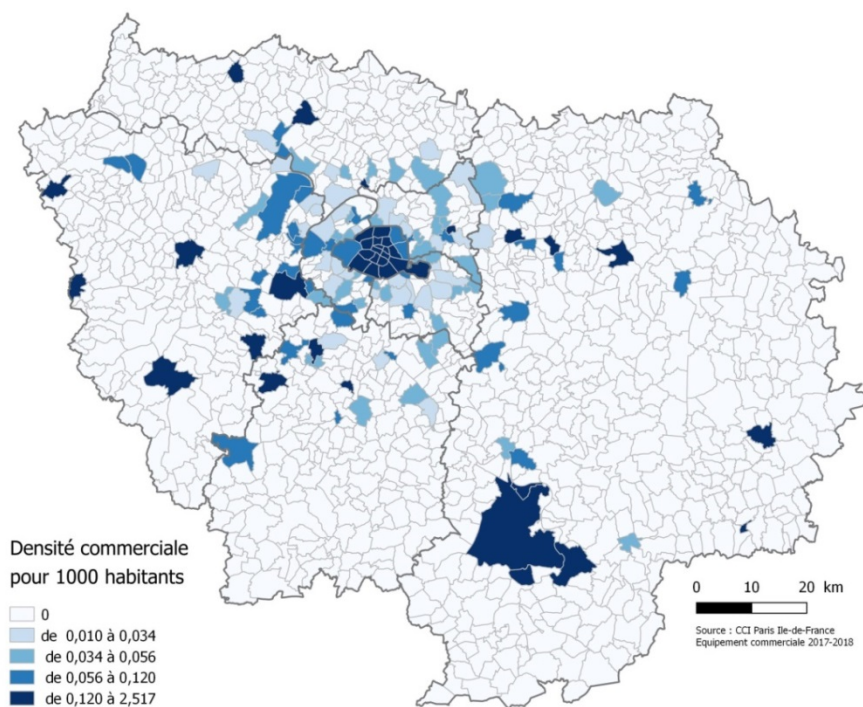 Densité commerciale
pour 1000 habitants
0
de 0,010 à 0,034
de 0,034 à 0,056
de 0,056 à 0,120
de 0,120 à 2,517
0 10 20 km
Source : CCI Paris Ile-de-France
Equipement commerciale 2017-2018